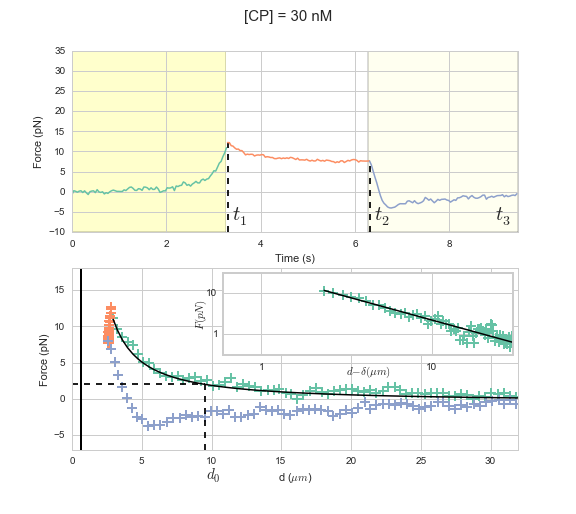 [CP] = 30 nM
35
30
25
20
15
10
5
0
−5
−10
Force (pN)
t1
t2
t3
0 2 4 6 8
Time (s)
15
10
5
0
−5
Force (pN)
10
1
F(pN)
1 10
d−δ(μm)
0 5 10 15 20 25 30
d0
d (μm)